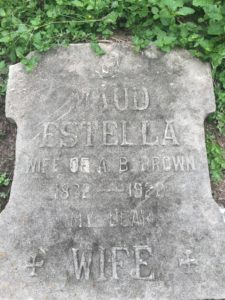 MAUD
ESTELLA
WIFE OF A. B. BROWN
MY DEAR
WIFE